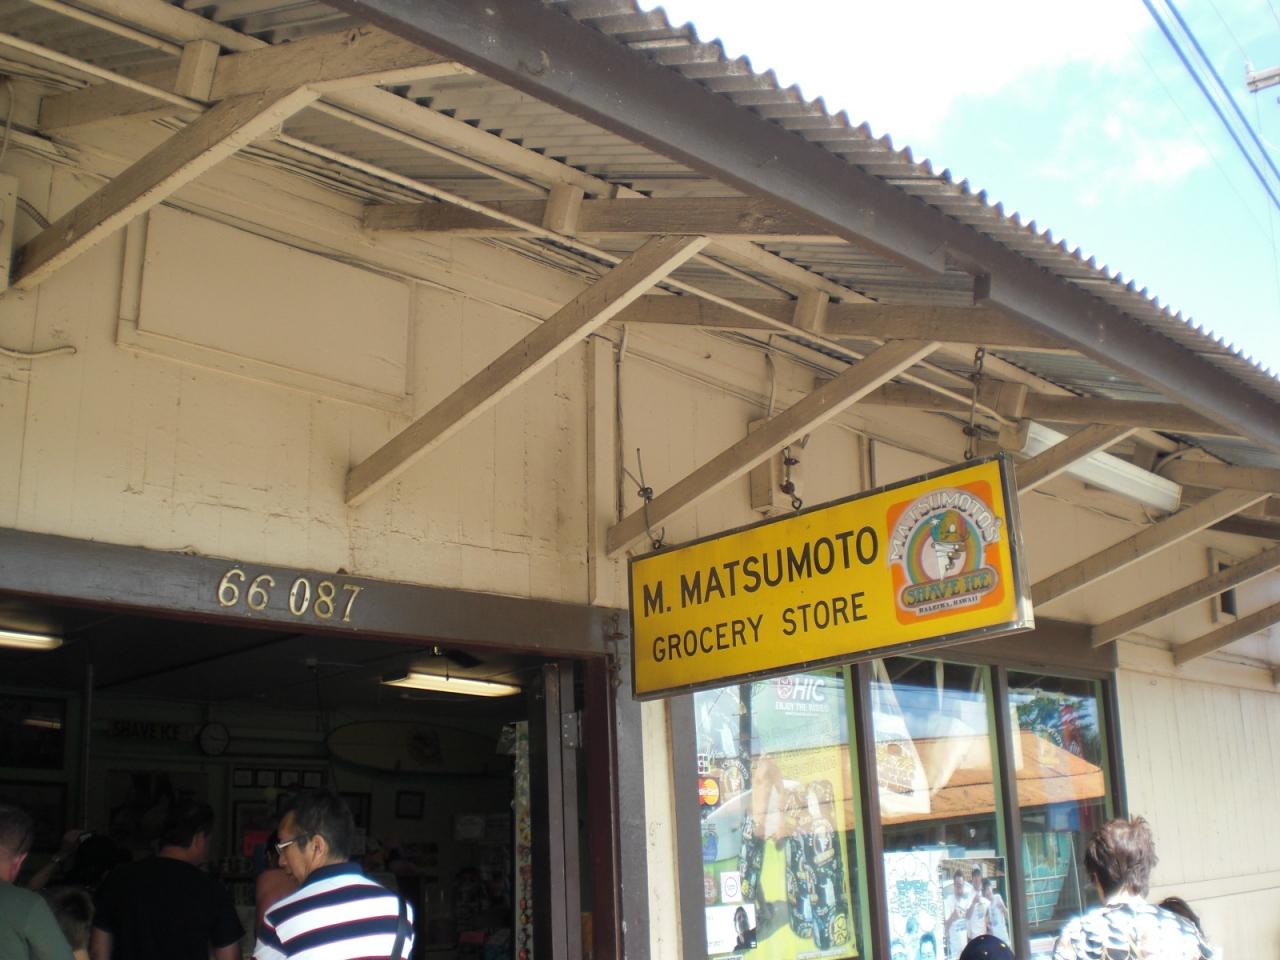 66 087
M. MATSUMOTO
GROCERY STORE
MATSUMOTO'S
SHAVE ICE
HALEIWA, HAWAII
SHAVE ICE
HIC
ENJOY THE RIDE